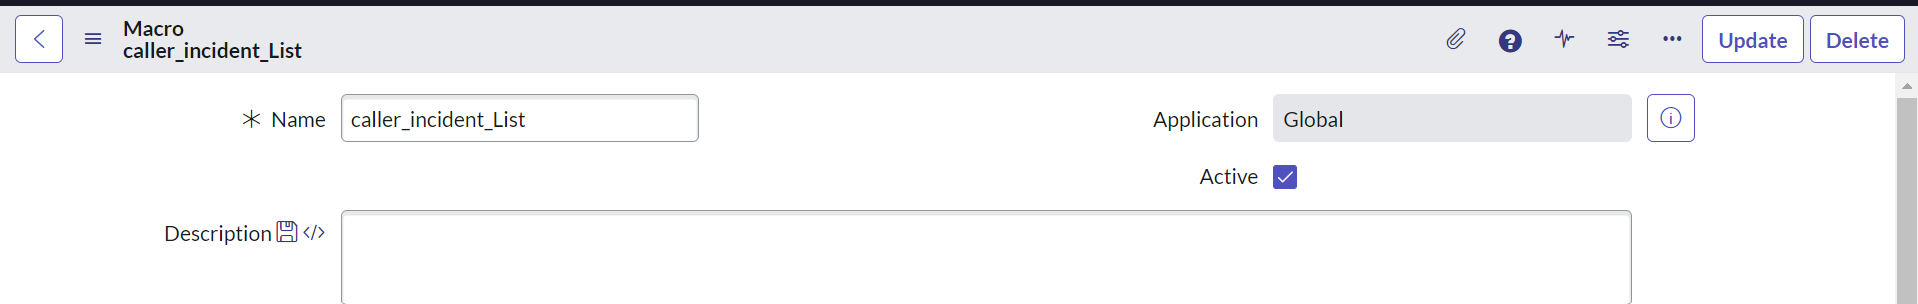 Macro
caller_incident_List
Update
Delete
Name
caller_incident_List
Application
Global
Active
Description